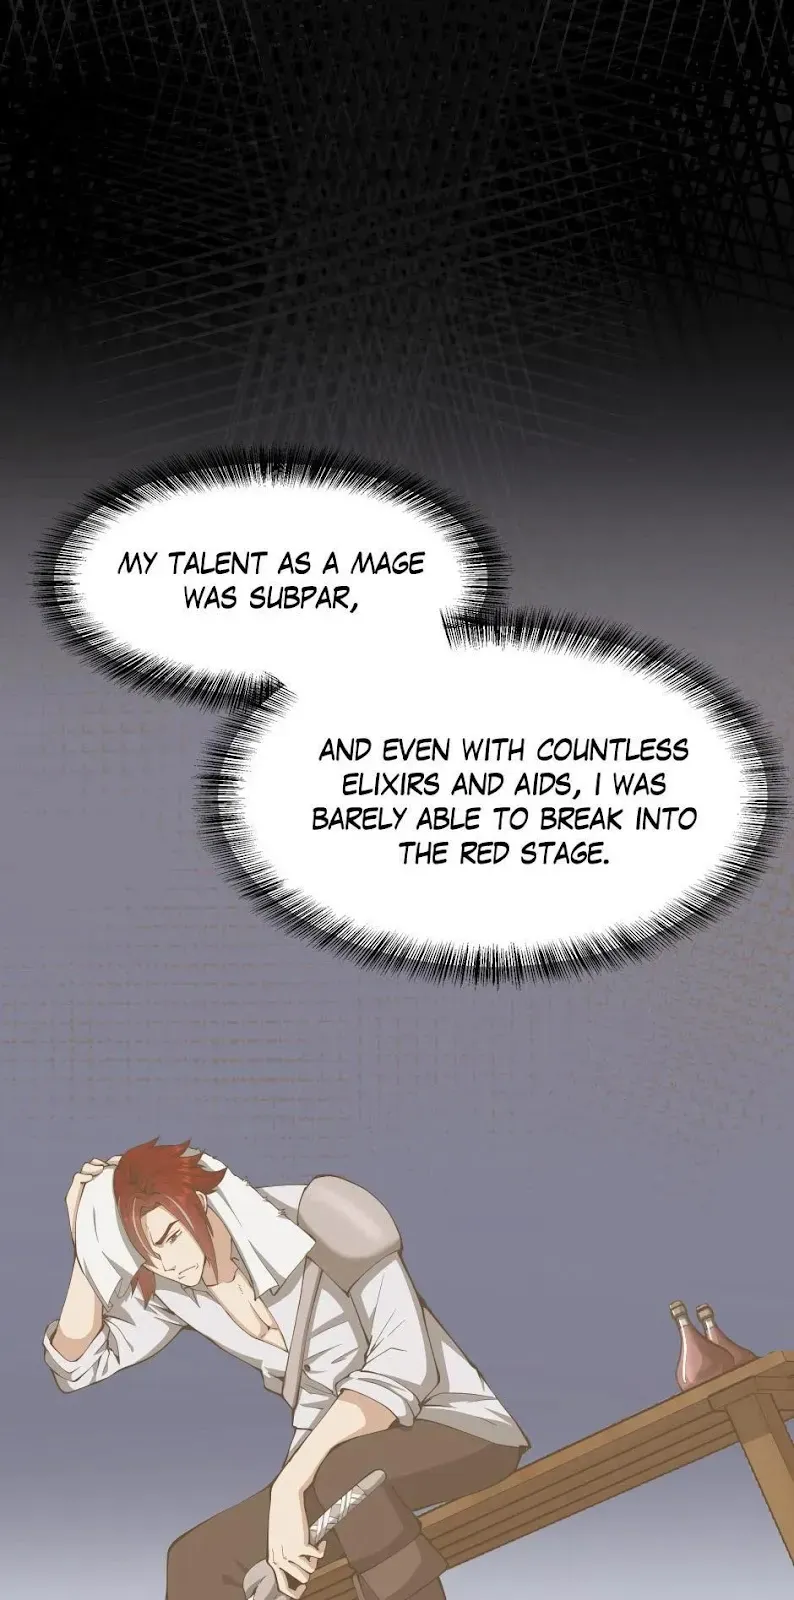 MY TALENT AS A MAGE
WAS SUBPAR,
AND EVEN WITH COUNTLESS
ELIXIRS AND AIDS, I WAS
BARELY ABLE TO BREAK INTO
THE RED STAGE.